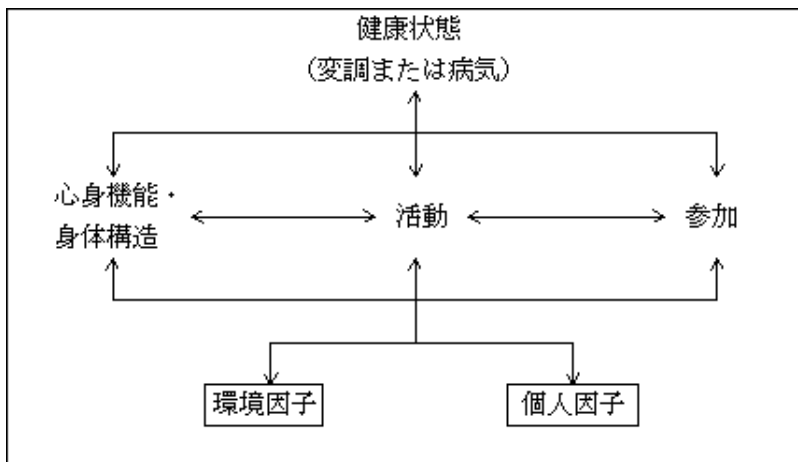 健康状態
（変調または病気）
心身機能・
身体構造
活動
参加
環境因子
個人因子